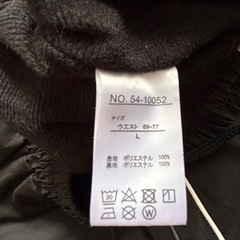 NO. 54-10052
サイズ
ウエスト 69-77
L
表地 ポリエステル 100%
裏地 ポリエステル 100%